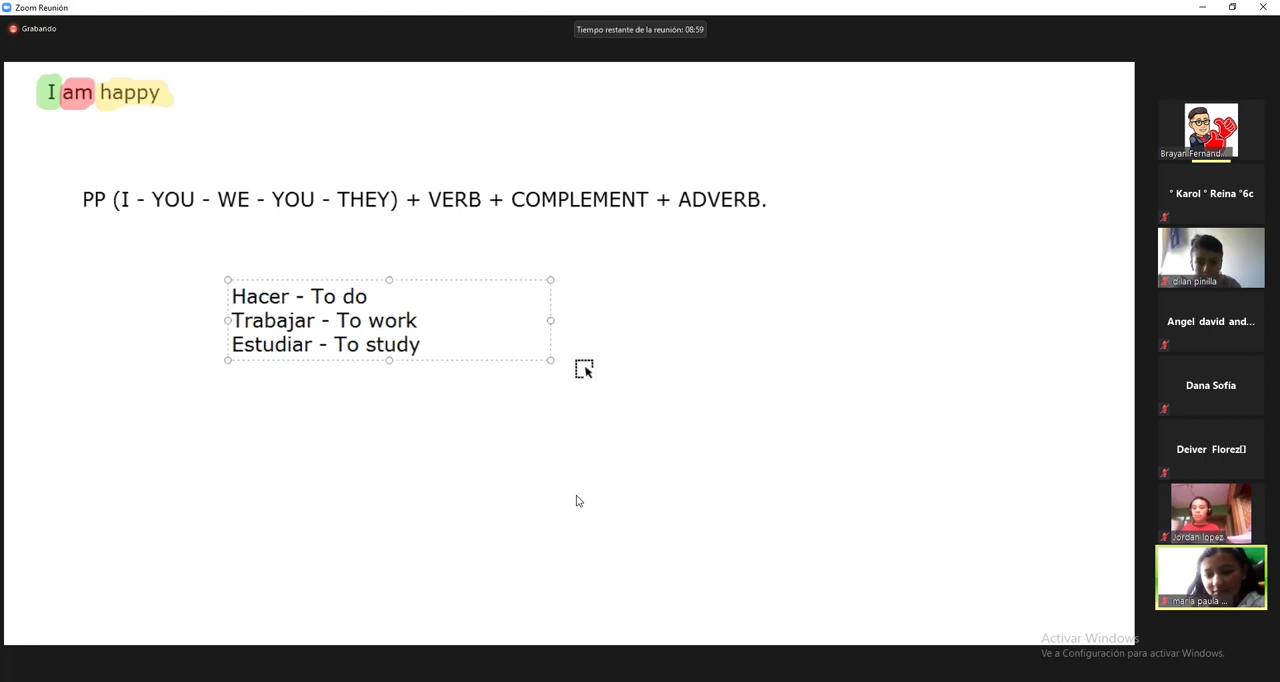 Zoom Reunión
Grabando
Tiempo restante de la reunión: 08:59
I am happy
PP (I - YOU - WE - YOU - THEY) + VERB + COMPLEMENT + ADVERB.
Hacer - To do
Trabajar - To work
Estudiar - To study
Brayan Fernand...
° Karol ° Reina °6c
dilan pinilla
Angel david and...
Dana Sofía
Deiver Florez▯
Jordan lopez
maria paula ...
Activar Windows
Ve a Configuración para activar Windows.